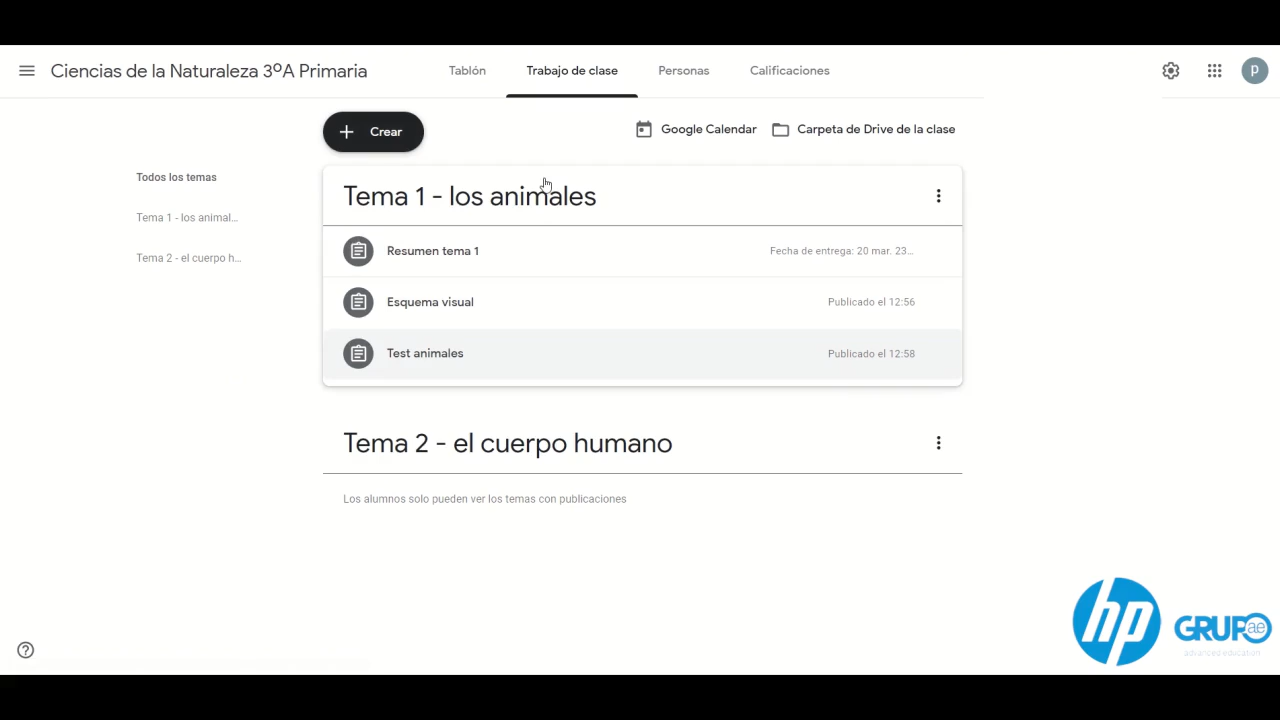 Ciencias de la Naturaleza 3ºA Primaria
Tablón
Trabajo de clase
Personas
Calificaciones
p
Crear
Google Calendar
Carpeta de Drive de la clase
Todos los temas
Tema 1 - los animal...
Tema 2 - el cuerpo h...
Tema 1 - los animales
Resumen tema 1
Fecha de entrega: 20 mar. 23...
Esquema visual
Publicado el 12:56
Test animales
Publicado el 12:58
Tema 2 - el cuerpo humano
Los alumnos solo pueden ver los temas con publicaciones
hp
GRUPO ae
advanced education